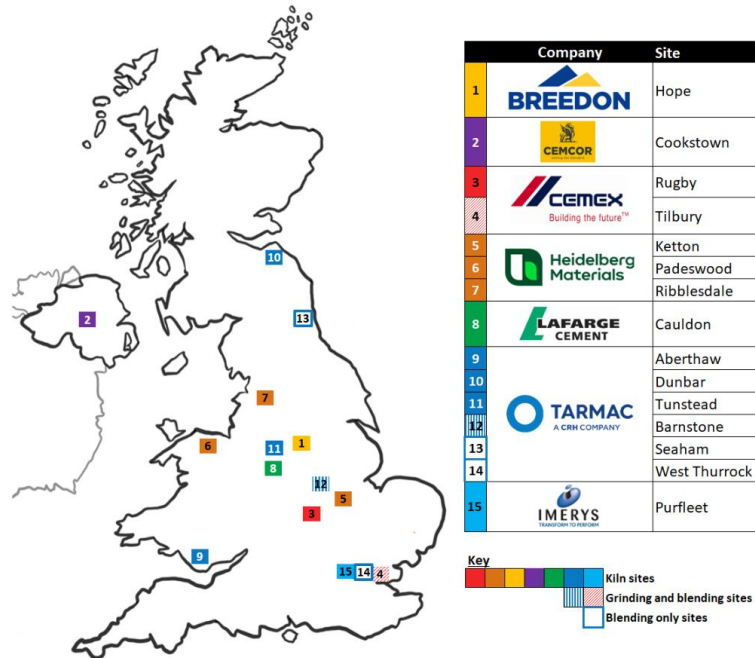 Company Site
1 BREEDON Hope
2 CEMCOR Cookstown
3 CEMEX Rugby
Building the future™
4 Tilbury
5 Ketton
6 Heidelberg Materials Padeswood
7 Ribblesdale
8 LAFARGE CEMENT Cauldon
9 Aberthaw
10 Dunbar
11 TARMAC Tunstead
A CRH COMPANY
12 Barnstone
13 Seaham
14 West Thurrock
15 IMERYS Purfleet
TRANSFORM TO PERFORM
Key
Kiln sites
Grinding and blending sites
Blending only sites
10
2
13
7
6
11
1
8
12
5
3
9
15
14
4